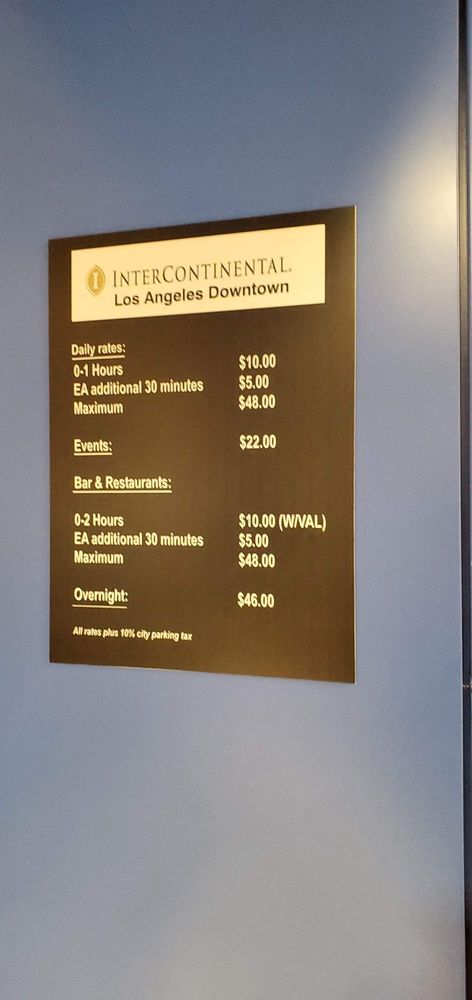 I INTERCONTINENTAL.
Los Angeles Downtown
Daily rates:
0-1 Hours $10.00
EA additional 30 minutes $5.00
Maximum $48.00
Events: $22.00
Bar & Restaurants:
0-2 Hours $10.00 (W/VAL)
EA additional 30 minutes $5.00
Maximum $48.00
Overnight: $46.00
All rates plus 10% city parking tax